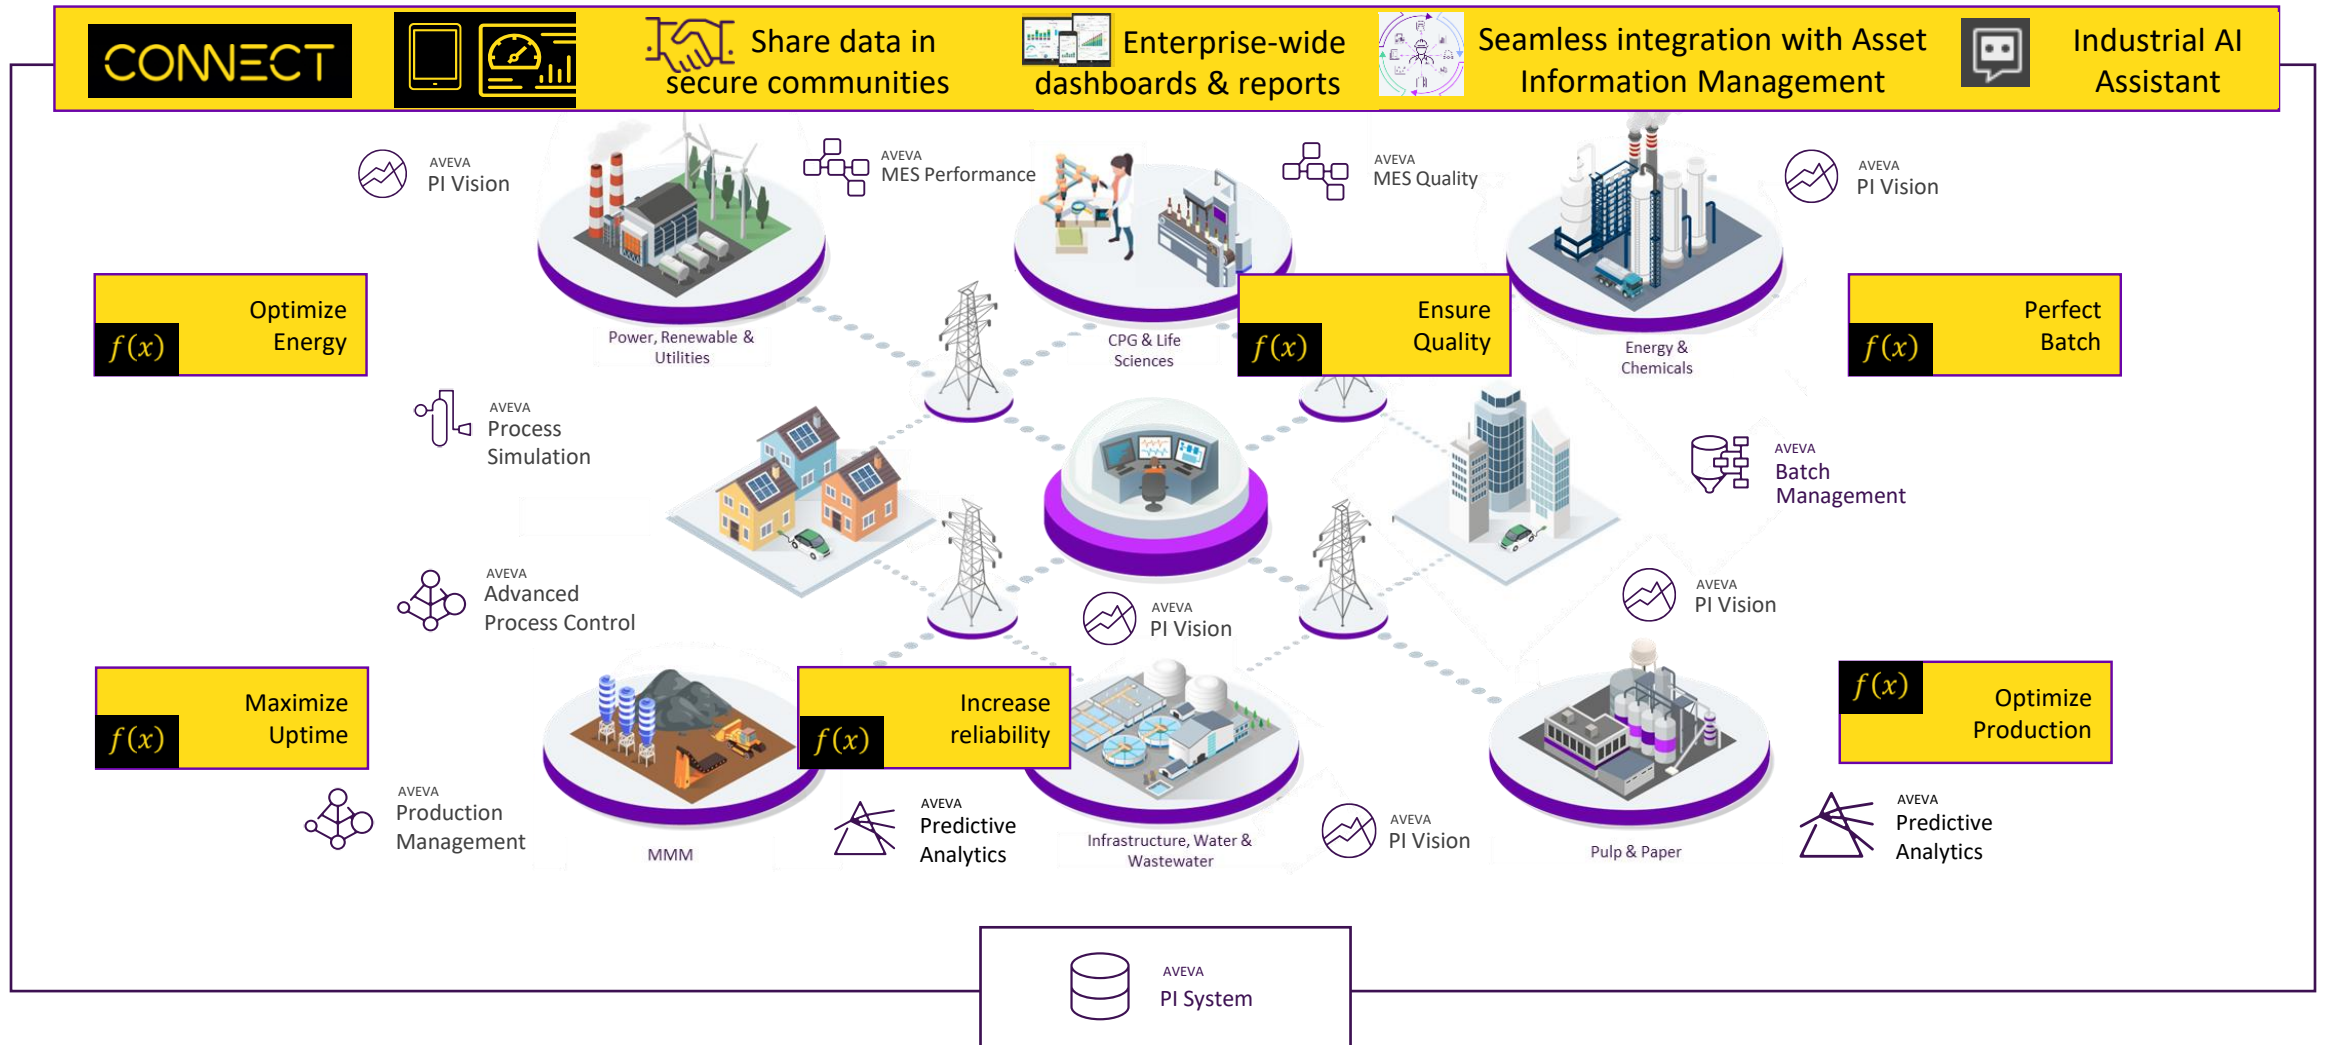 CONNECT
Share data in
secure communities
Enterprise-wide
dashboards & reports
Seamless integration with Asset
Information Management
Industrial AI
Assistant
AVEVA
PI Vision
AVEVA
MES Performance
AVEVA
MES Quality
AVEVA
PI Vision
Optimize
Energy
f(x)
Power, Renewable &
Utilities
CPG & Life
Sciences
Ensure
Quality
f(x)
Energy &
Chemicals
Perfect
Batch
f(x)
AVEVA
Process
Simulation
AVEVA
Batch
Management
AVEVA
Advanced
Process Control
AVEVA
PI Vision
AVEVA
PI Vision
Maximize
Uptime
f(x)
Increase
reliability
f(x)
f(x)
Optimize
Production
AVEVA
Production
Management
MMM
AVEVA
Predictive
Analytics
Infrastructure, Water &
Wastewater
AVEVA
PI Vision
Pulp & Paper
AVEVA
Predictive
Analytics
AVEVA
PI System